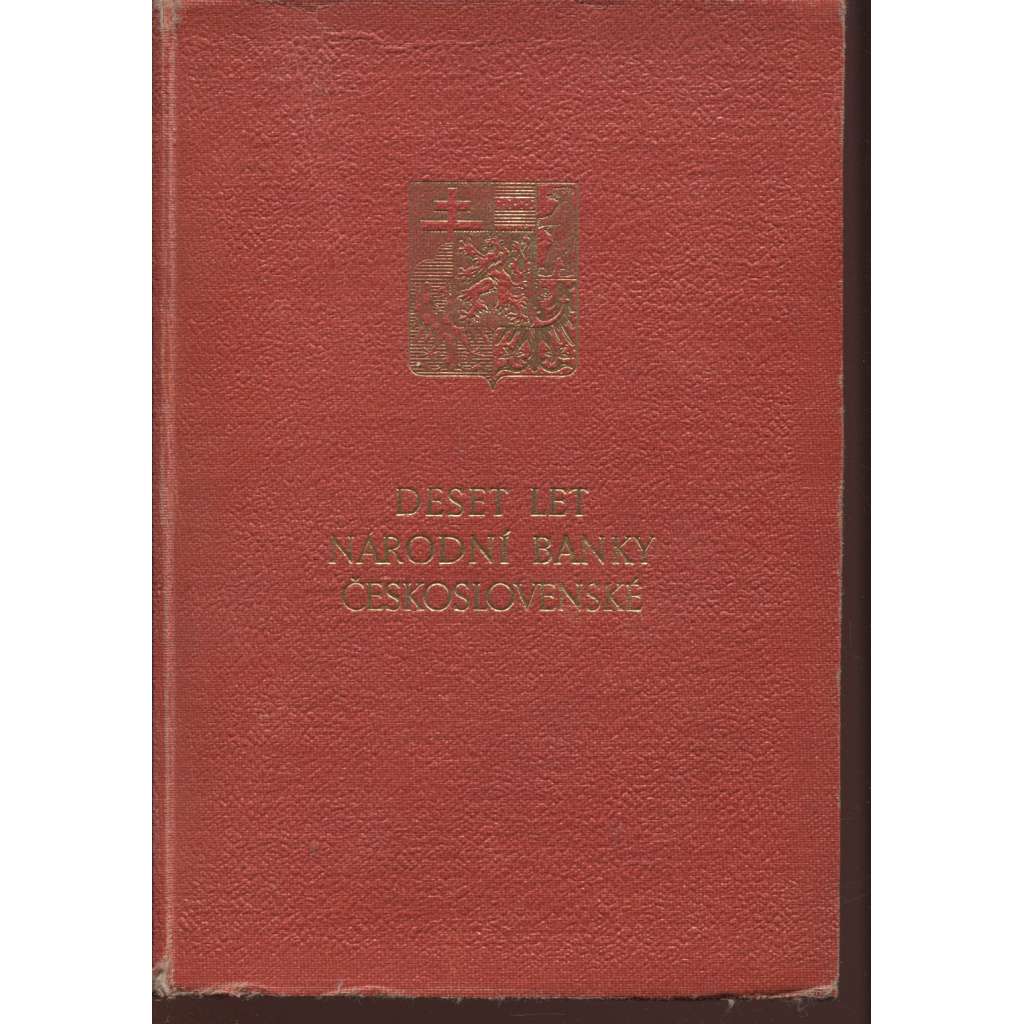 DESET LET
NÁRODNÍ BANKY
ČESKOSLOVENSKÉ